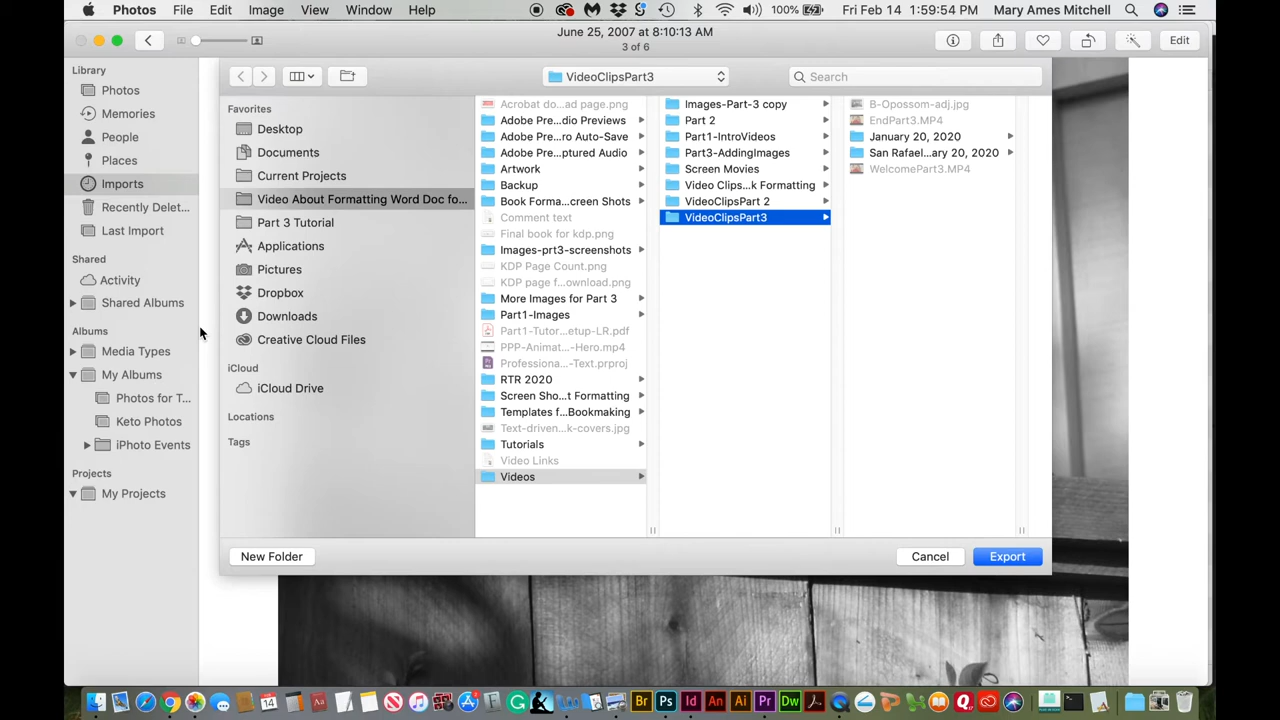 Photos File Edit Image View Window Help 100% Fri Feb 14 1:59:54 PM Mary Ames Mitchell
June 25, 2007 at 8:10:13 AM
3 of 6
Edit
Library
Photos
Memories
People
Places
Imports
Recently Delet...
Last Import
Shared
Activity
Shared Albums
Albums
Media Types
My Albums
Photos for T...
Keto Photos
iPhoto Events
Projects
My Projects
VideoClipsPart3
Search
Favorites
Desktop
Documents
Current Projects
Video About Formatting Word Doc fo...
Part 3 Tutorial
Applications
Pictures
Dropbox
Downloads
Creative Cloud Files
iCloud
iCloud Drive
Locations
Tags
Acrobat do...ad page.png
Adobe Pre...dio Previews
Adobe Pre...ro Auto-Save
Adobe Pre...ptured Audio
Artwork
Backup
Book Forma...creen Shots
Comment text
Final book for kdp.png
Images-prt3-screenshots
KDP Page Count.png
KDP page f...ownload.png
More Images for Part 3
Part1-Images
Part1-Tutor...etup-LR.pdf
PPP-Animat...-Hero.mp4
Professiona...-Text.prproj
RTR 2020
Screen Sho...t Formatting
Templates f...Bookmaking
Text-driven...k-covers.jpg
Tutorials
Video Links
Videos
Images-Part-3 copy
Part 2
Part1-IntroVideos
Part3-AddingImages
Screen Movies
Video Clips...k Formatting
VideoClipsPart 2
VideoClipsPart3
B-Opossom-adj.jpg
EndPart3.MP4
January 20, 2020
San Rafael...ary 20, 2020
WelcomePart3.MP4
New Folder
Cancel
Export
14
Br Ps Id An Ai Pr Dw